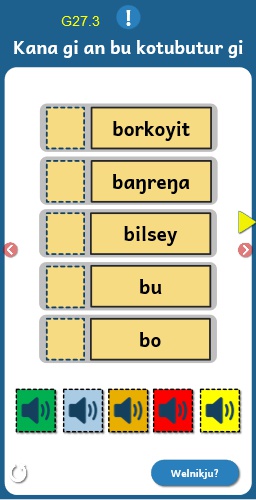 G27.3
!
Kana gi an bu kotubutur gi
borkoyit
baŋreŋa
bilsey
bu
bo
Welnikju?